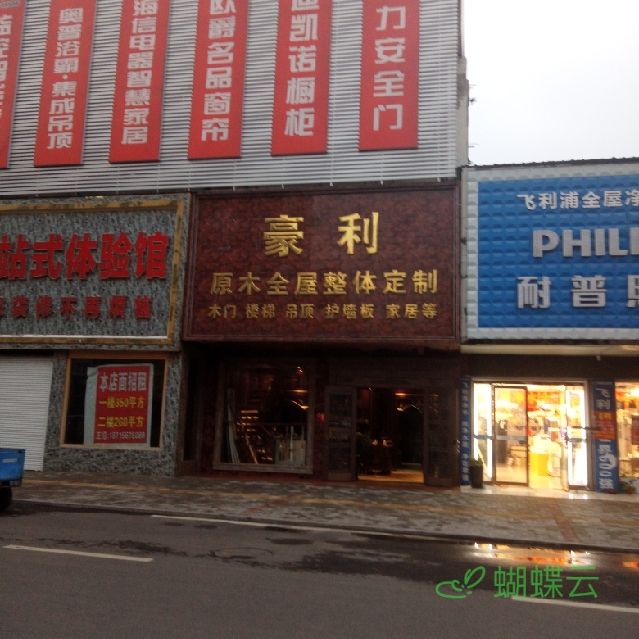 奥普浴霸·集成吊顶
海信电器智慧家居
欧爵名品窗帘
迪凯诺橱柜
力安全门
站式体验馆
豪利
原木全屋整体定制
木门 楼梯 吊顶 护墙板 家居等
飞利浦全屋净
PHILI
耐普照
本店面招租
一楼350平方
二楼260平方
蝴蝶云